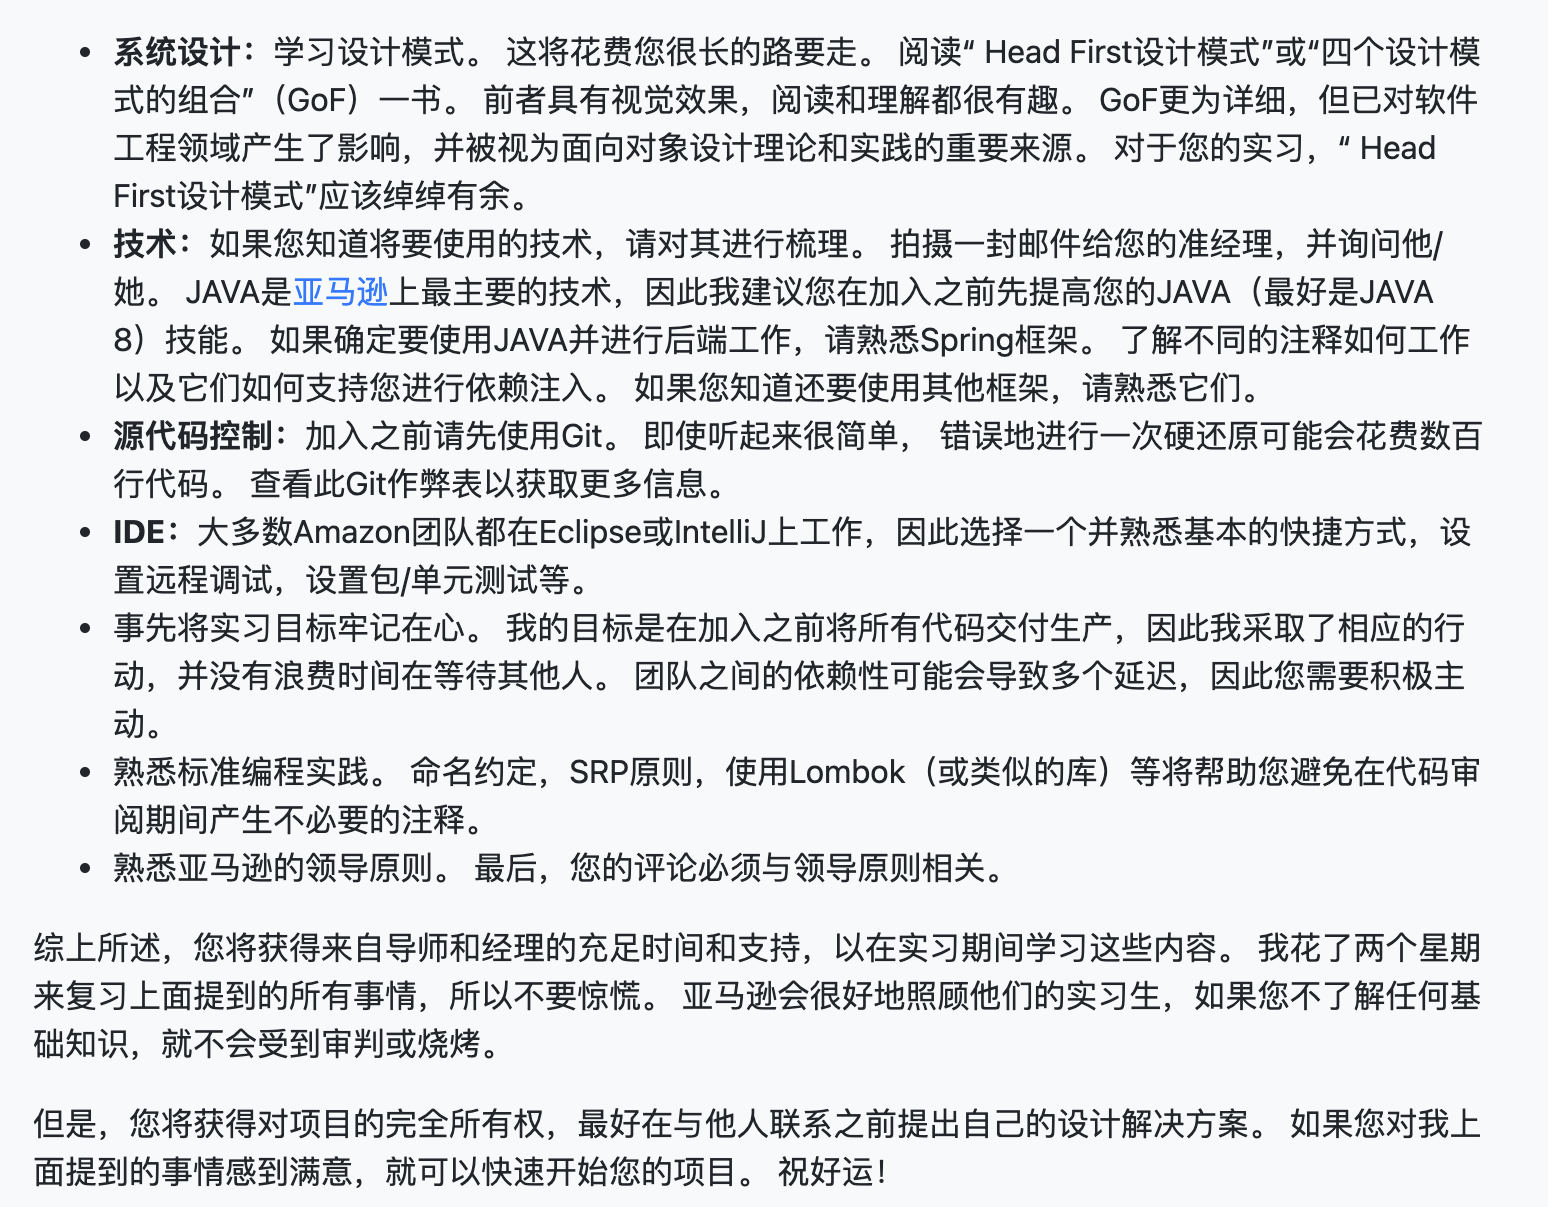 • 系统设计：学习设计模式。 这将花费您很长的路要走。 阅读“ Head First设计模式”或“四个设计模
式的组合”（GoF）一书。 前者具有视觉效果，阅读和理解都很有趣。 GoF更为详细，但已对软件
工程领域产生了影响，并被视为面向对象设计理论和实践的重要来源。 对于您的实习，“ Head
First设计模式”应该绰绰有余。
• 技术：如果您知道将要使用的技术，请对其进行梳理。 拍摄一封邮件给您的准经理，并询问他/
她。 JAVA是亚马逊上最主要的技术，因此我建议您在加入之前先提高您的JAVA（最好是JAVA
8）技能。 如果确定要使用JAVA并进行后端工作，请熟悉Spring框架。 了解不同的注释如何工作
以及它们如何支持您进行依赖注入。 如果您知道还要使用其他框架，请熟悉它们。
• 源代码控制：加入之前请先使用Git。 即使听起来很简单， 错误地进行一次硬还原可能会花费数百
行代码。 查看此Git作弊表以获取更多信息。
• IDE：大多数Amazon团队都在Eclipse或IntelliJ上工作，因此选择一个并熟悉基本的快捷方式，设
置远程调试，设置包/单元测试等。
• 事先将实习目标牢记在心。 我的目标是在加入之前将所有代码交付生产，因此我采取了相应的行
动，并没有浪费时间在等待其他人。 团队之间的依赖性可能会导致多个延迟，因此您需要积极主
动。
• 熟悉标准编程实践。 命名约定，SRP原则，使用Lombok（或类似的库）等将帮助您避免在代码审
阅期间产生不必要的注释。
• 熟悉亚马逊的领导原则。 最后，您的评论必须与领导原则相关。
综上所述，您将获得来自导师和经理的充足时间和支持，以在实习期间学习这些内容。 我花了两个星期
来复习上面提到的所有事情，所以不要惊慌。 亚马逊会很好地照顾他们的实习生，如果您不了解任何基
础知识，就不会受到审判或烧烤。
但是，您将获得对项目的完全所有权，最好在与他人联系之前提出自己的设计解决方案。 如果您对我上
面提到的事情感到满意，就可以快速开始您的项目。 祝好运！